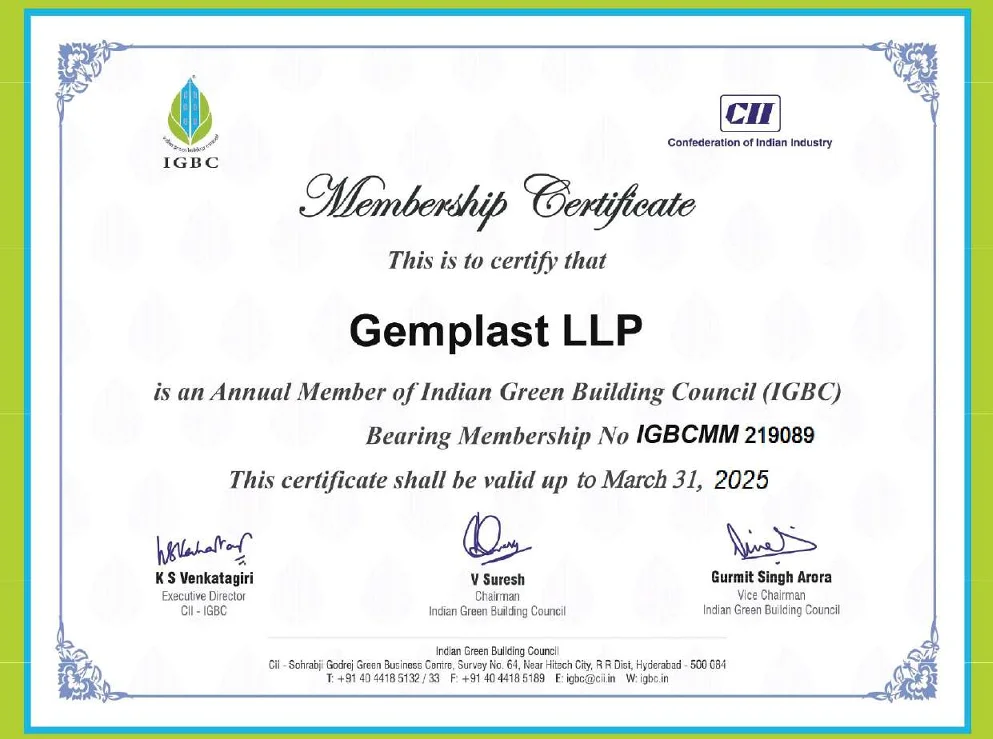 IGBC
CII
Confederation of Indian Industry
Membership Certificate
This is to certify that
Gemplast LLP
is an Annual Member of Indian Green Building Council (IGBC)
Bearing Membership No IGBCMM 219089
This certificate shall be valid up to March 31, 2025
K S Venkatagiri
Executive Director
CII - IGBC
V Suresh
Chairman
Indian Green Building Council
Gurmit Singh Arora
Vice Chairman
Indian Green Building Council
Indian Green Building Council
CII - Sohrabji Godrej Green Business Centre, Survey No. 64, Near Hitech City, R R Dist, Hyderabad - 500 084
T: +91 40 4418 5132 / 33 F: +91 40 4418 5189 E: igbc@cii.in W: igbc.in